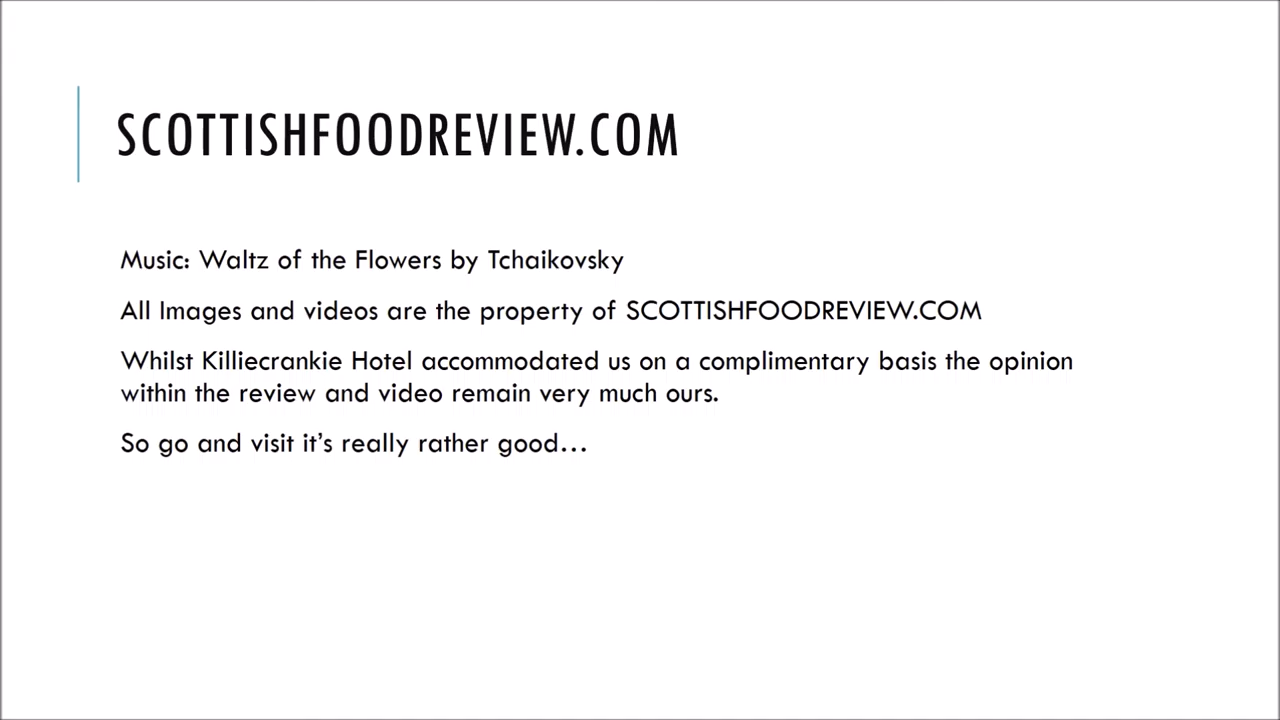 SCOTTISHFOODREVIEW.COM
Music: Waltz of the Flowers by Tchaikovsky
All Images and videos are the property of SCOTTISHFOODREVIEW.COM
Whilst Killiecrankie Hotel accommodated us on a complimentary basis the opinion
within the review and video remain very much ours.
So go and visit it’s really rather good…